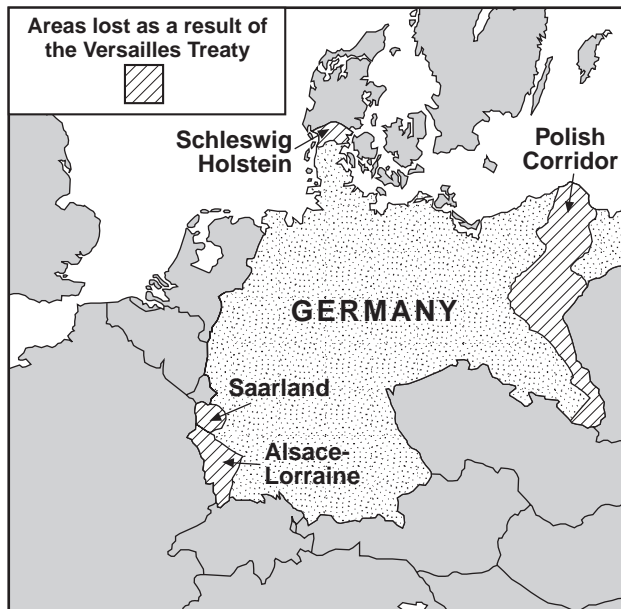 Areas lost as a result of
the Versailles Treaty
Schleswig
Holstein
Polish
Corridor
GERMANY
Saarland
Alsace-
Lorraine